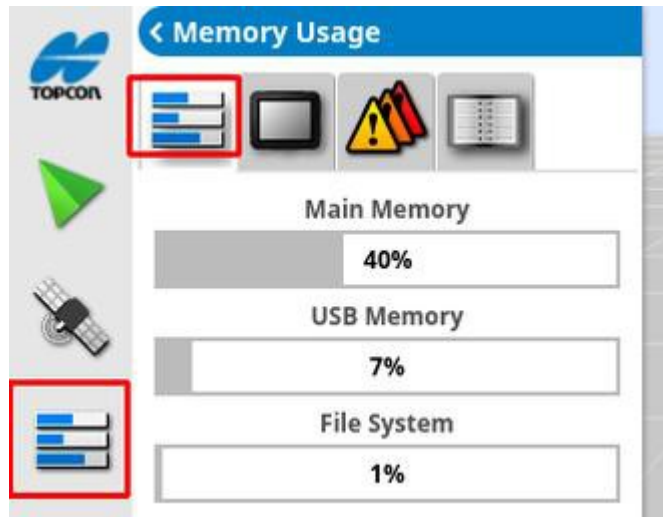 TOPCON
< Memory Usage
Main Memory
40%
USB Memory
7%
File System
1%